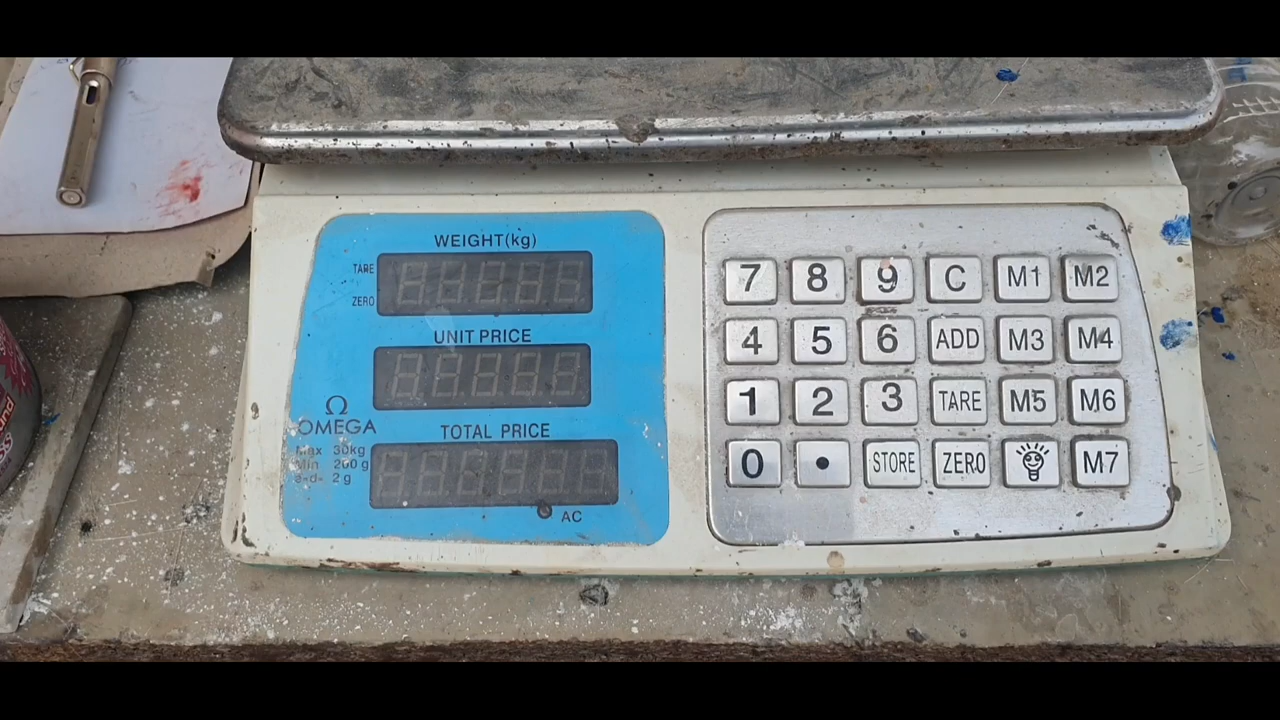 WEIGHT(kg)
TARE
ZERO
UNIT PRICE
Ω
OMEGA
TOTAL PRICE
Max 30kg
Min 200 g
e=d= 2 g
AC
7 8 9 C M1 M2
4 5 6 ADD M3 M4
1 2 3 TARE M5 M6
0 . STORE ZERO M7